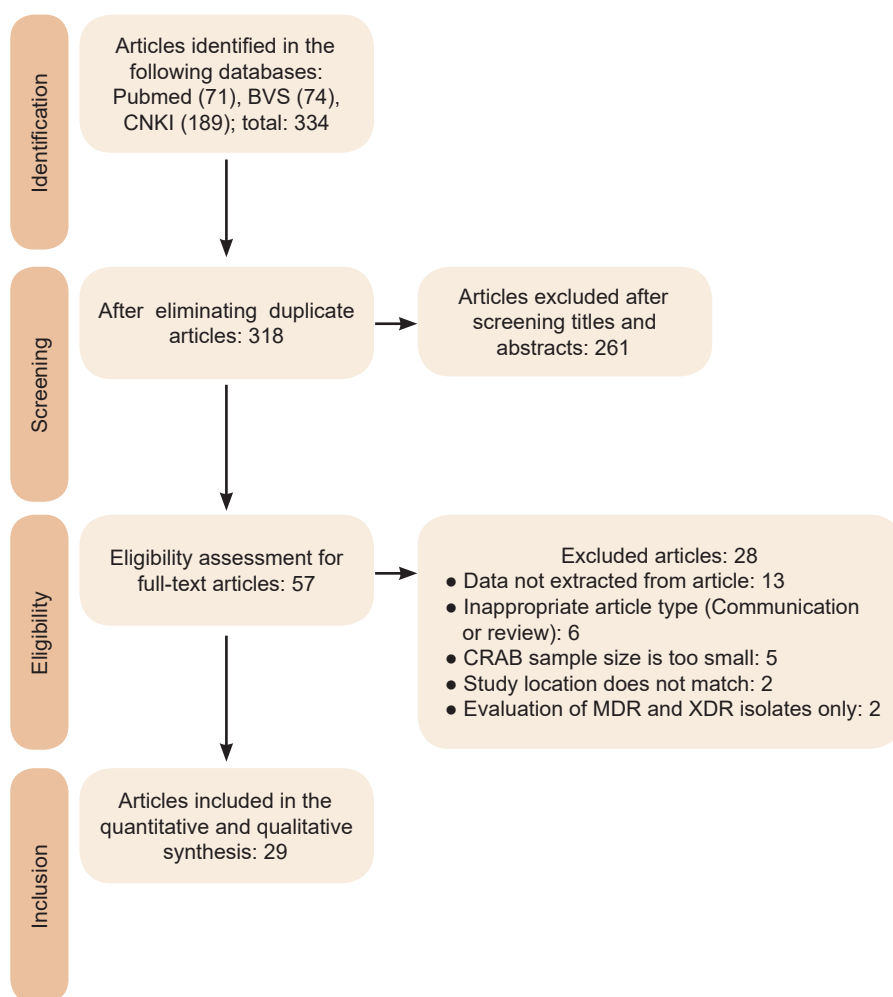 Identification
Articles identified in the
following databases:
Pubmed (71), BVS (74),
CNKI (189); total: 334
Screening
After eliminating duplicate
articles: 318
Articles excluded after
screening titles and
abstracts: 261
Eligibility
Eligibility assessment for
full-text articles: 57
Excluded articles: 28
● Data not extracted from article: 13
● Inappropriate article type (Communication
or review): 6
● CRAB sample size is too small: 5
● Study location does not match: 2
● Evaluation of MDR and XDR isolates only: 2
Inclusion
Articles included in the
quantitative and qualitative
synthesis: 29